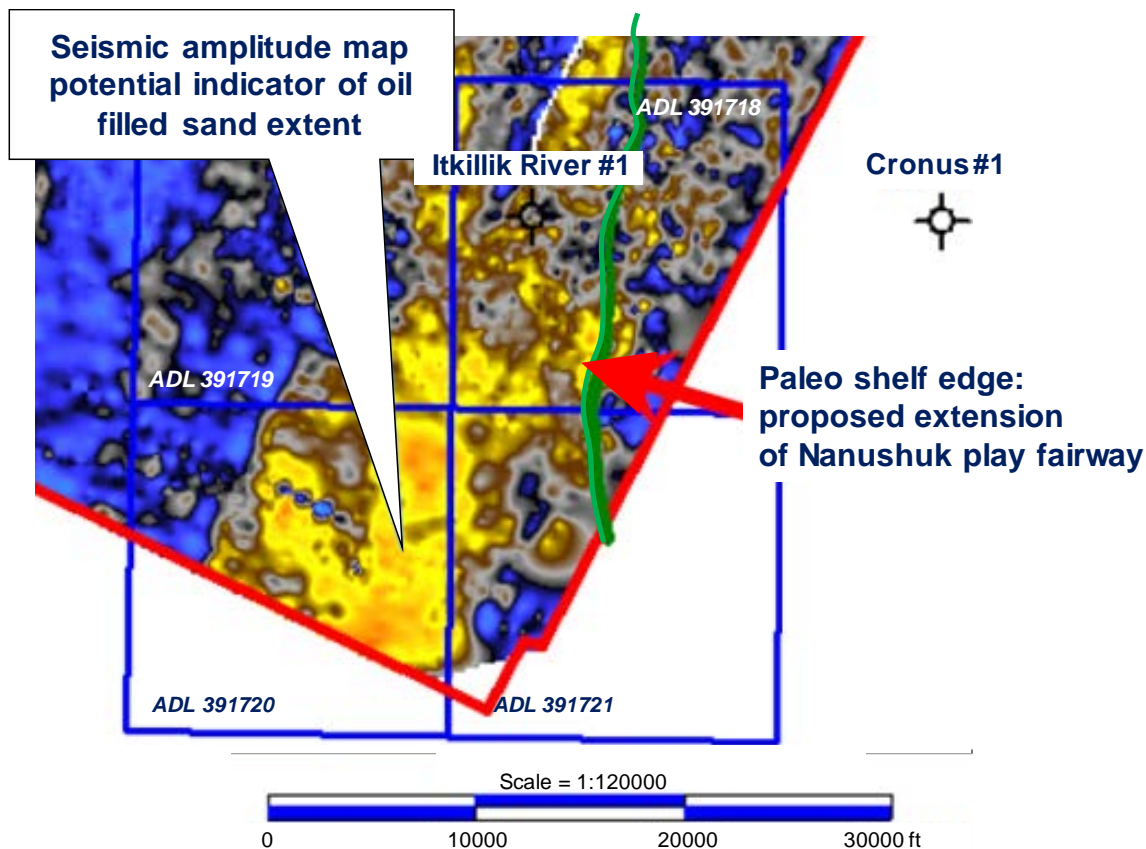 Seismic amplitude map
potential indicator of oil
filled sand extent
ADL 391718
Itkillik River #1
Cronus #1
ADL 391719
Paleo shelf edge:
proposed extension
of Nanushuk play fairway
ADL 391720
ADL 391721
Scale = 1:120000
0 10000 20000 30000 ft